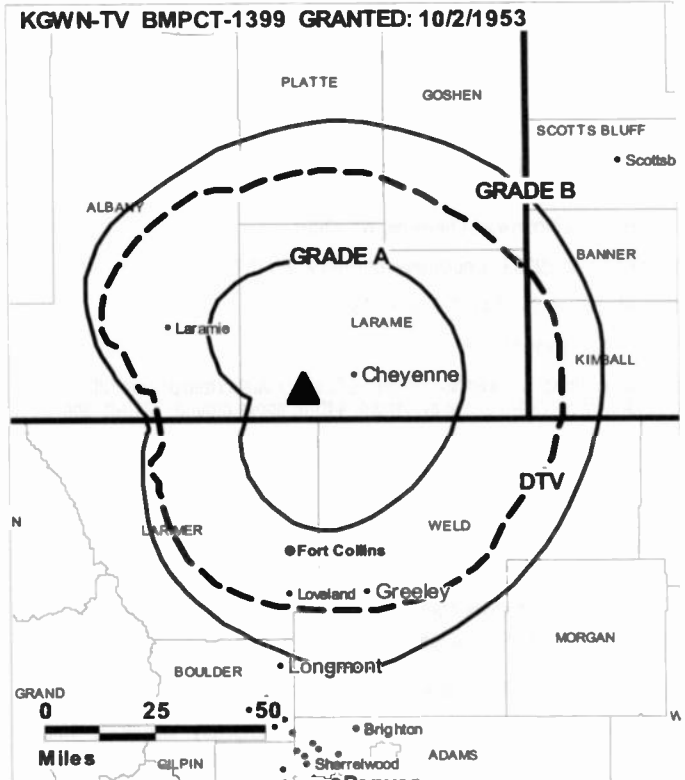 KGWN-TV BMPCT-1399 GRANTED: 10/2/1953
PLATTE
GOSHEN
SCOTTS BLUFF
Scottsb
GRADE B
ALBANY
BANNER
GRADE A
Laramie
LARAMIE
KIMBALL
Cheyenne
DTV
N
LARIMER
WELD
Fort Collins
Loveland
Greeley
MORGAN
BOULDER
Longmont
GRAND
0 25 50
W
Brighton
Miles
GILPIN
Sherrelwood
ADAMS